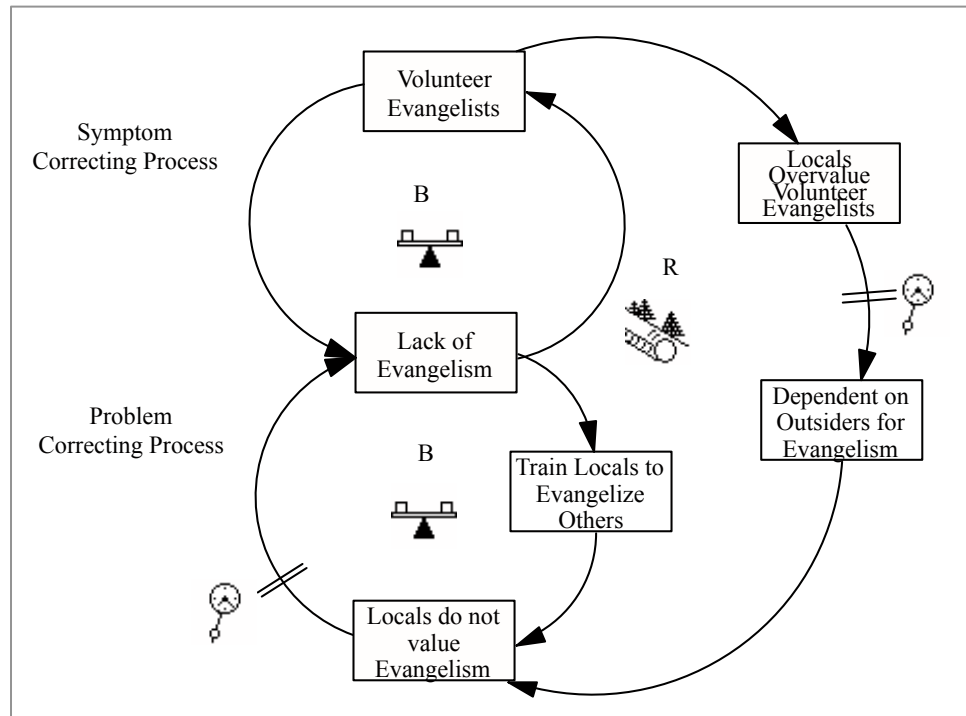 Volunteer
Evangelists
Symptom
Correcting Process
Locals
Overvalue
Volunteer
Evangelists
B
R
Lack of
Evangelism
Problem
Correcting Process
Dependent on
Outsiders for
Evangelism
B
Train Locals to
Evangelize
Others
Locals do not
value
Evangelism